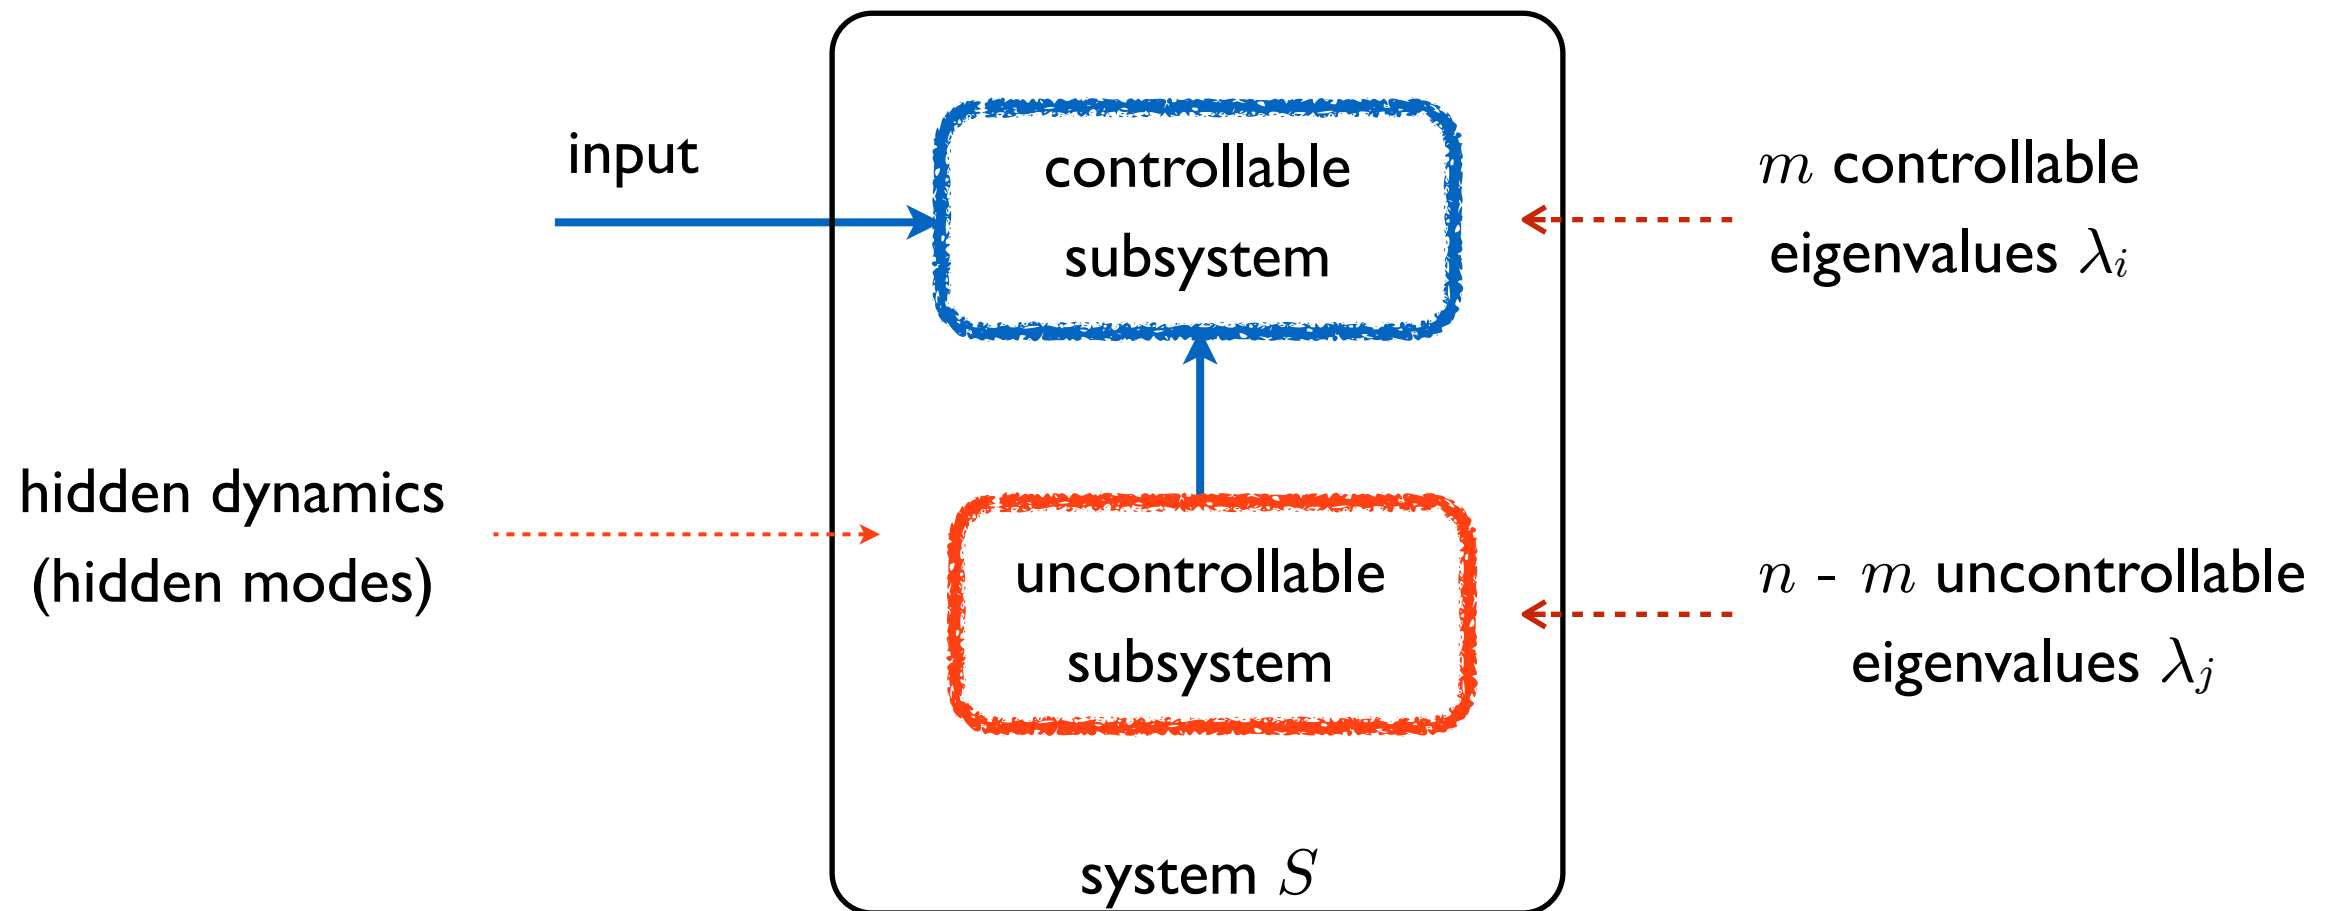 input
controllable
subsystem
m controllable
eigenvalues λi
hidden dynamics
(hidden modes)
uncontrollable
subsystem
n - m uncontrollable
eigenvalues λj
system S